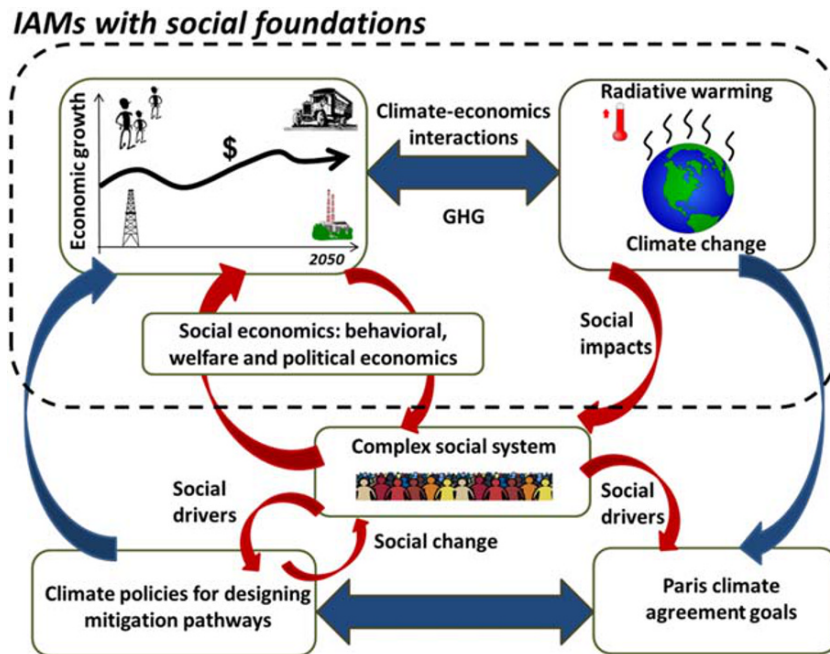 IAMs with social foundations
Economic growth
$
2050
Climate-economics
interactions
GHG
Radiative warming
Climate change
Social economics: behavioral,
welfare and political economics
Social
impacts
Complex social system
Social
drivers
Social change
Social
drivers
Climate policies for designing
mitigation pathways
Paris climate
agreement goals